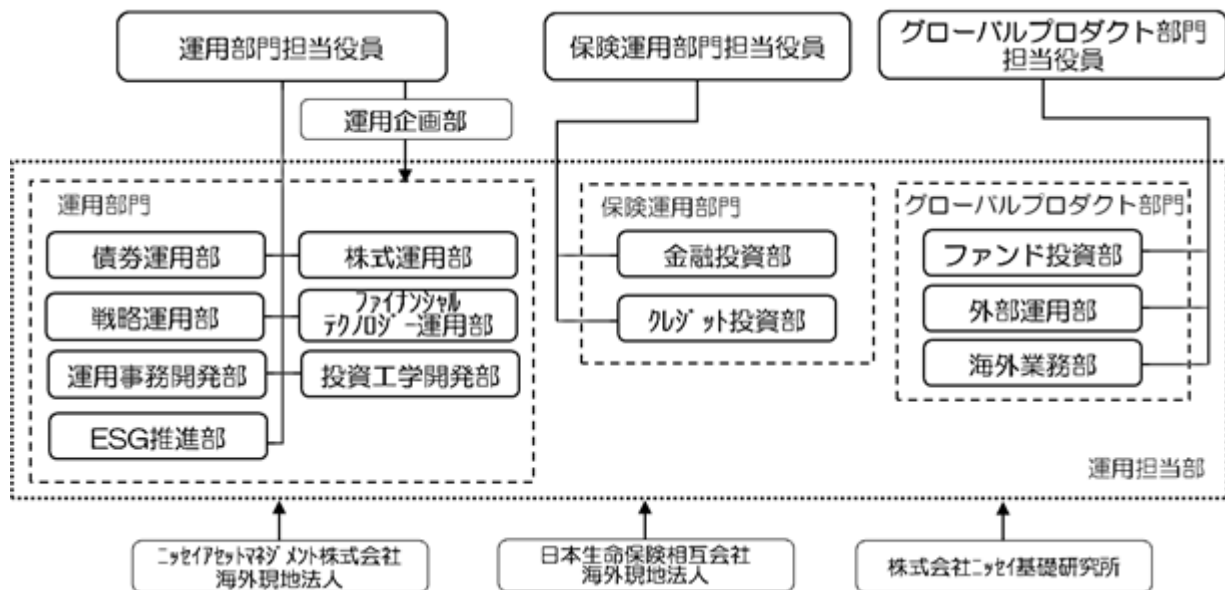 運用部門担当役員
保険運用部門担当役員
グローバルプロダクト部門
担当役員
運用企画部
運用部門
債券運用部
株式運用部
戦略運用部
ファイナンシャル
テクノロジー運用部
運用事務開発部
投資工学開発部
ESG推進部
保険運用部門
金融投資部
クレジット投資部
グローバルプロダクト部門
ファンド投資部
外部運用部
海外業務部
運用担当部
ニッセイアセットマネジメント株式会社
海外現地法人
日本生命保険相互会社
海外現地法人
株式会社ニッセイ基礎研究所